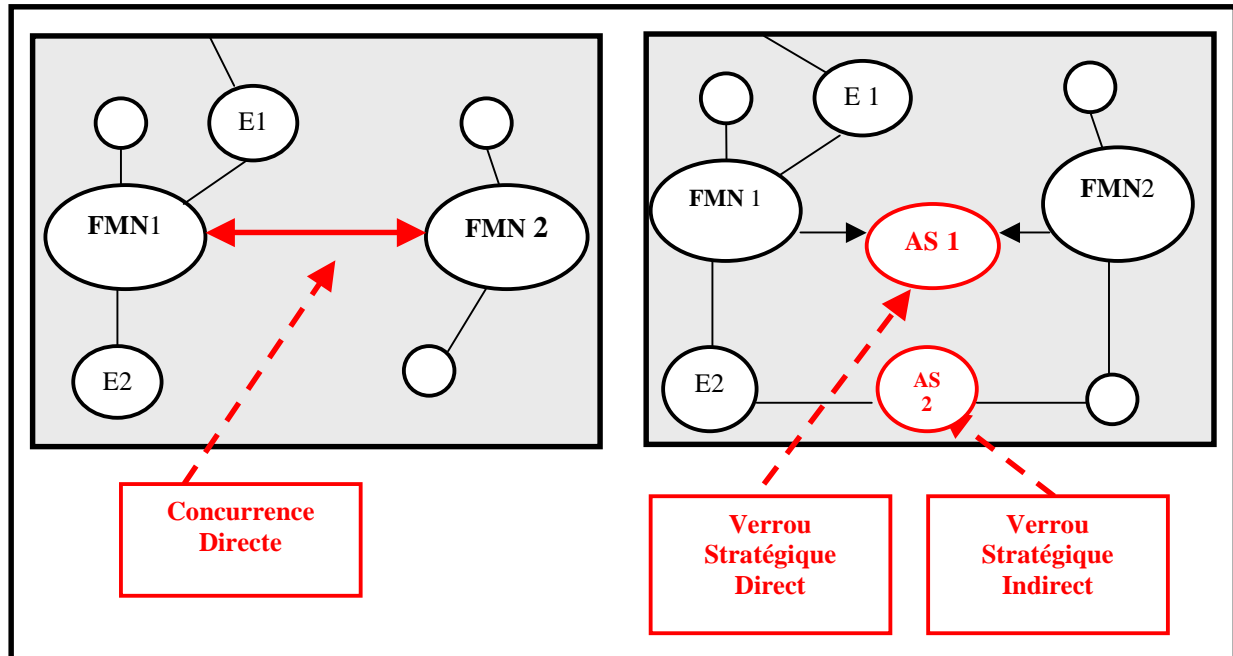 E1
FMN1
FMN 2
E2
Concurrence
Directe
E 1
FMN 1
FMN2
AS 1
E2
AS
2
Verrou
Stratégique
Direct
Verrou
Stratégique
Indirect